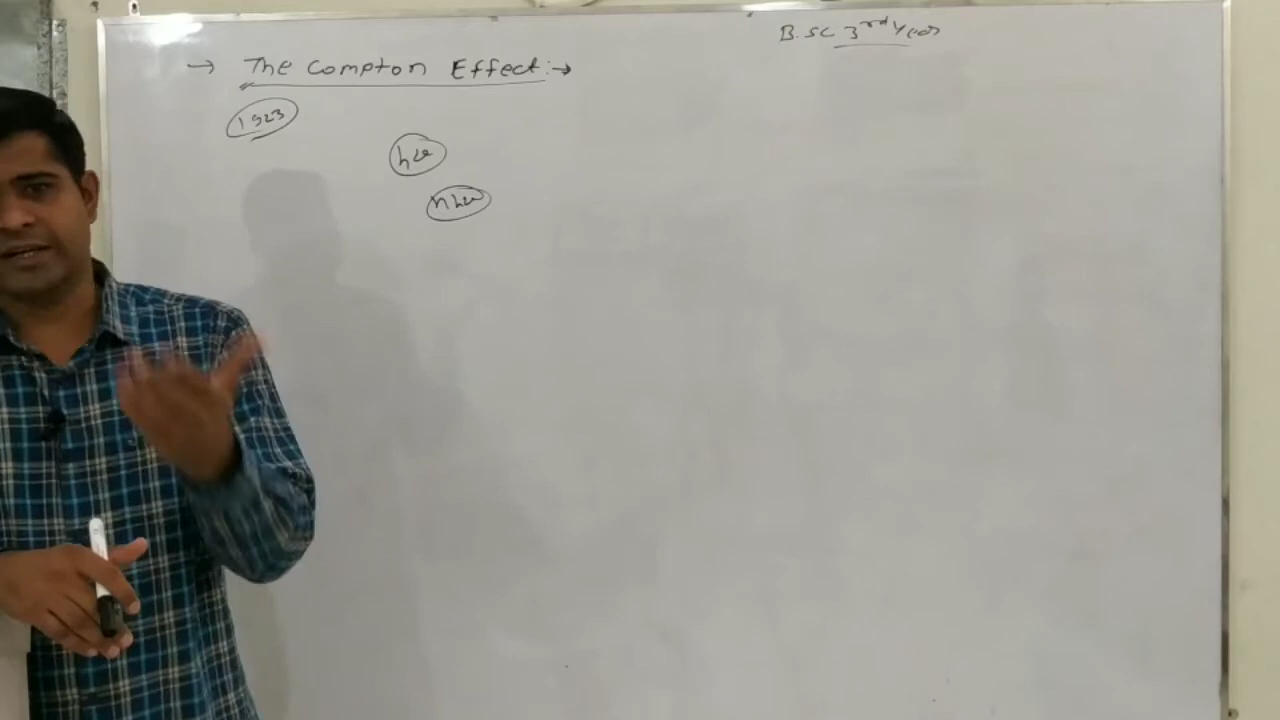 B.Sc 3rd Year
→ The Compton Effect :→
1923
hν
nhν